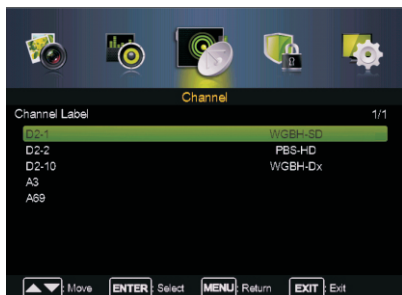 Channel
Channel Label 1/1
D2-1 WGBH-SD
D2-2 PBS-HD
D2-10 WGBH-Dx
A3
A69
▲▼: Move ENTER: Select MENU: Return EXIT: Exit